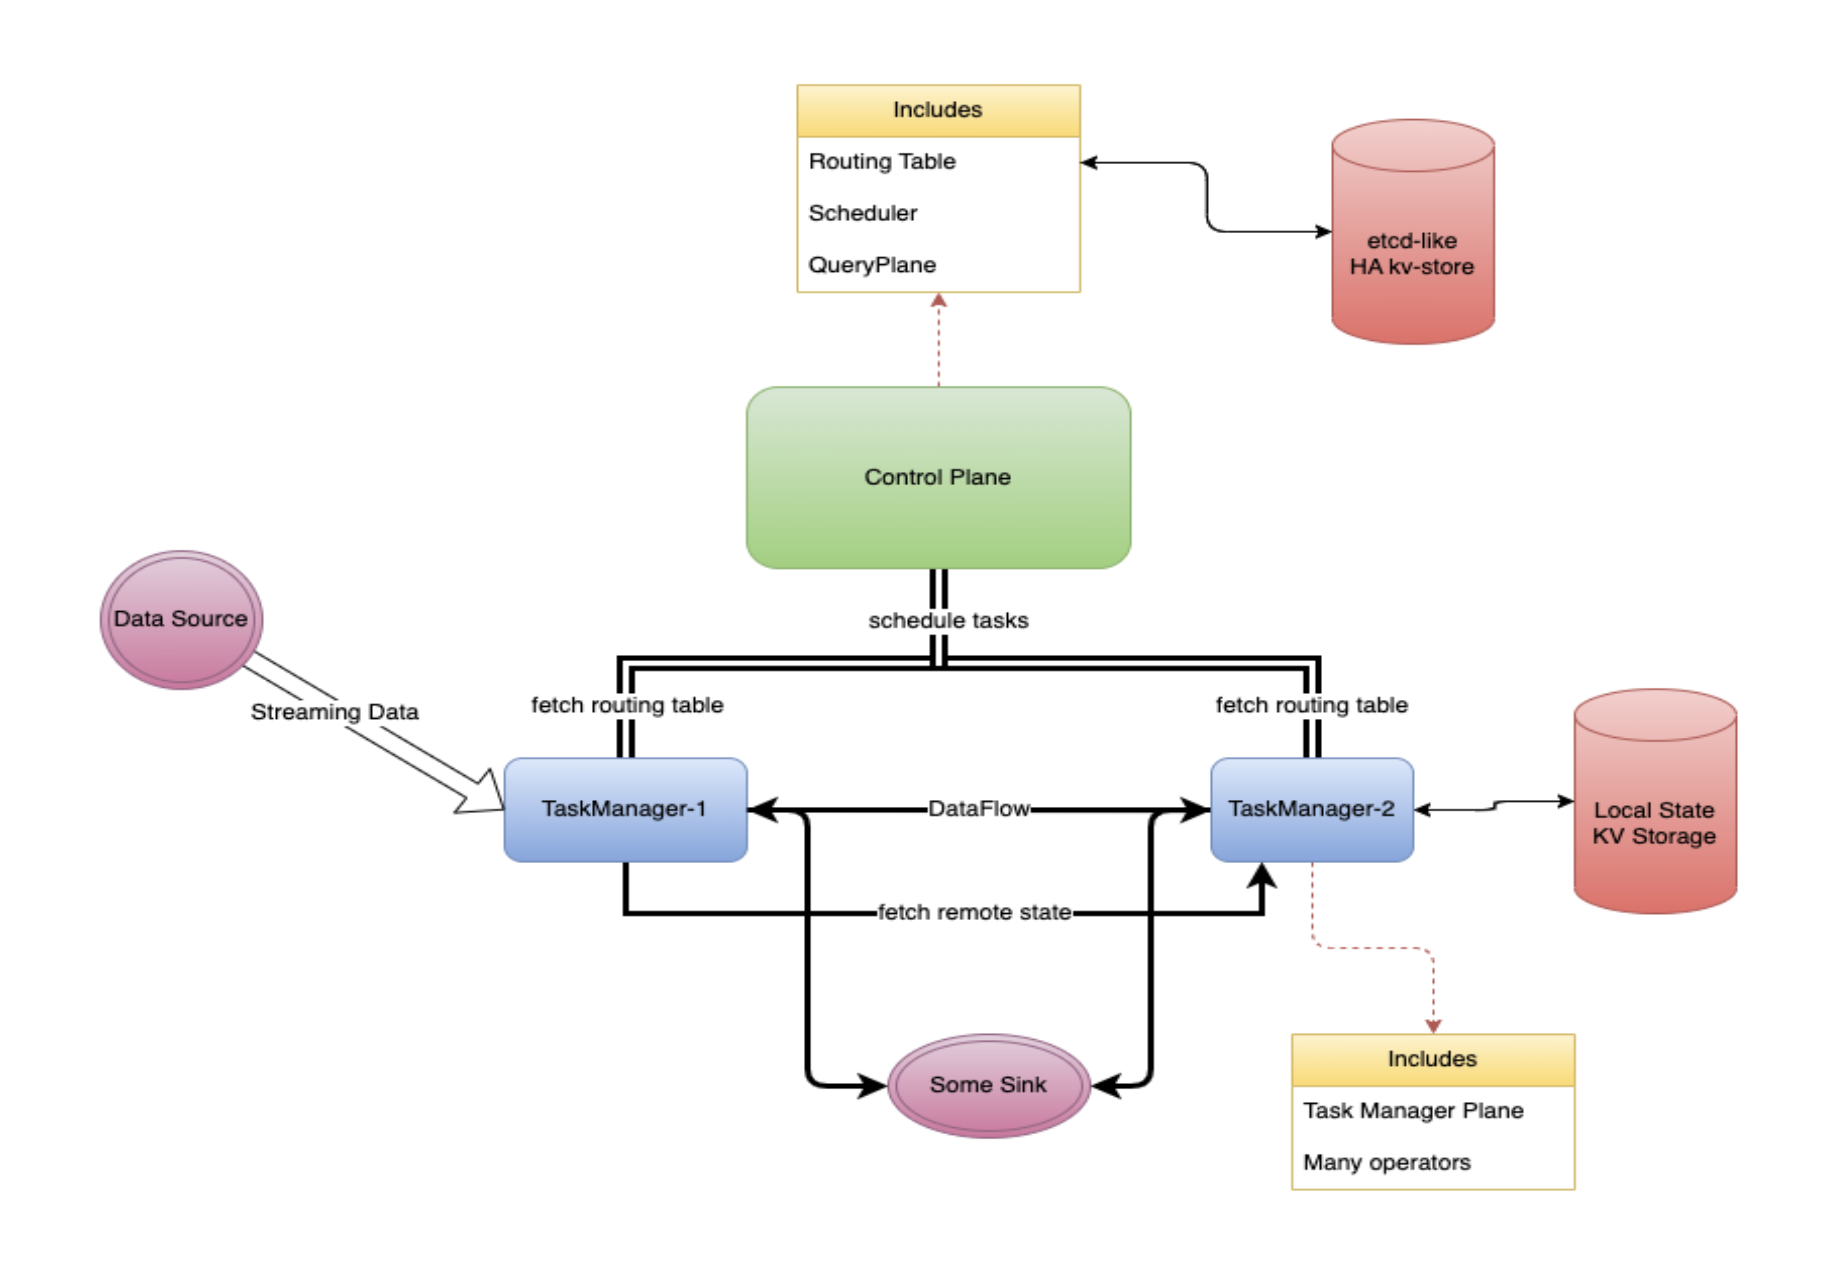 Includes
Routing Table
Scheduler
QueryPlane
etcd-like
HA kv-store
Control Plane
schedule tasks
Data Source
Streaming Data
fetch routing table
fetch routing table
TaskManager-1
DataFlow
TaskManager-2
Local State
KV Storage
fetch remote state
Some Sink
Includes
Task Manager Plane
Many operators